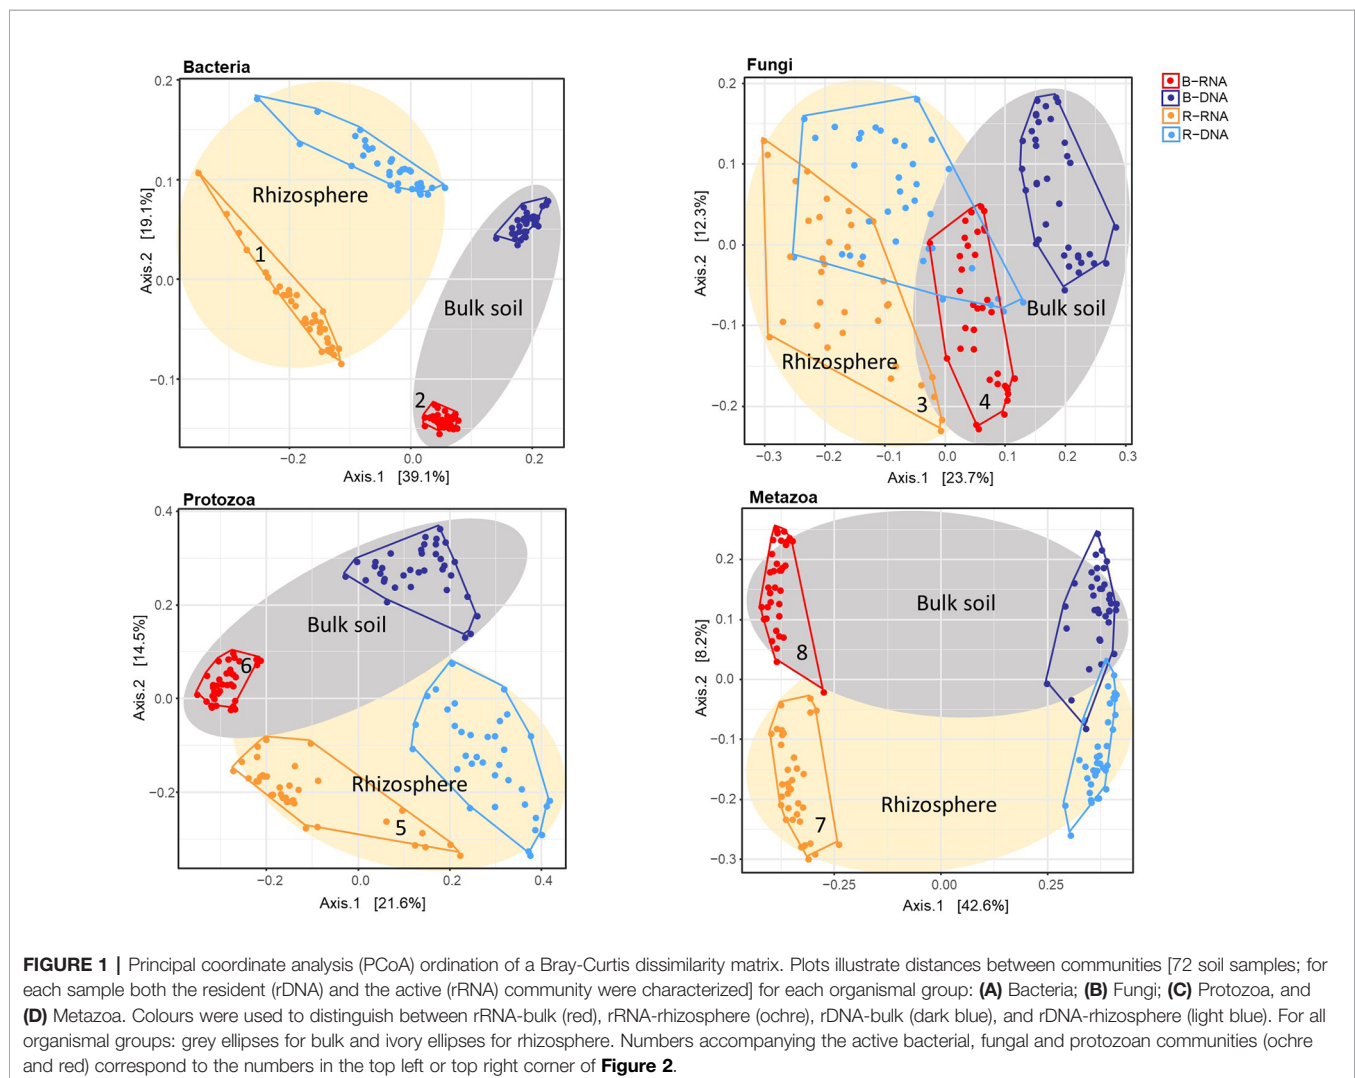 Bacteria
0.2
0.1
0.0
−0.1
Axis.2 [19.1%]
Rhizosphere
1
Bulk soil
2
−0.2
0.0
0.2
Axis.1 [39.1%]
Fungi
0.2
0.1
0.0
−0.1
−0.2
Axis.2 [12.3%]
Bulk soil
Rhizosphere
3
4
−0.3
−0.2
−0.1
0.0
0.1
0.2
0.3
Axis.1 [23.7%]
B−RNA
B−DNA
R−RNA
R−DNA
Protozoa
0.4
0.2
0.0
−0.2
Axis.2 [14.5%]
Bulk soil
6
Rhizosphere
5
−0.2
0.0
0.2
0.4
Axis.1 [21.6%]
Metazoa
0.2
0.1
0.0
−0.1
−0.2
−0.3
Axis.2 [8.2%]
Bulk soil
8
Rhizosphere
7
−0.25
0.00
0.25
Axis.1 [42.6%]
FIGURE 1 | Principal coordinate analysis (PCoA) ordination of a Bray-Curtis dissimilarity matrix. Plots illustrate distances between communities [72 soil samples; for
each sample both the resident (rDNA) and the active (rRNA) community were characterized] for each organismal group: (A) Bacteria; (B) Fungi; (C) Protozoa, and
(D) Metazoa. Colours were used to distinguish between rRNA-bulk (red), rRNA-rhizosphere (ochre), rDNA-bulk (dark blue), and rDNA-rhizosphere (light blue). For all
organismal groups: grey ellipses for bulk and ivory ellipses for rhizosphere. Numbers accompanying the active bacterial, fungal and protozoan communities (ochre
and red) correspond to the numbers in the top left or top right corner of Figure 2.